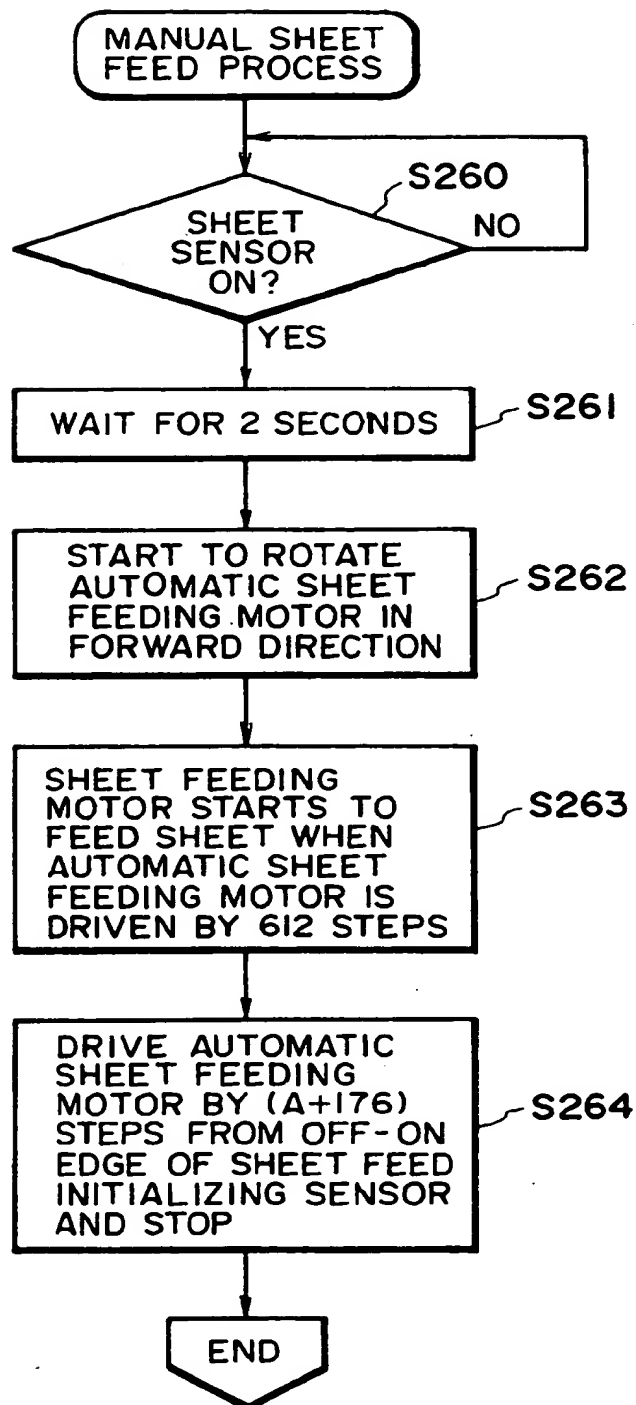 MANUAL SHEET
FEED PROCESS
S260
SHEET
SENSOR
ON?
NO
YES
WAIT FOR 2 SECONDS
S261
START TO ROTATE
AUTOMATIC SHEET
FEEDING MOTOR IN
FORWARD DIRECTION
S262
SHEET FEEDING
MOTOR STARTS TO
FEED SHEET WHEN
AUTOMATIC SHEET
FEEDING MOTOR IS
DRIVEN BY 612 STEPS
S263
DRIVE AUTOMATIC
SHEET FEEDING
MOTOR BY (A+176)
STEPS FROM OFF-ON
EDGE OF SHEET FEED
INITIALIZING SENSOR
AND STOP
S264
END